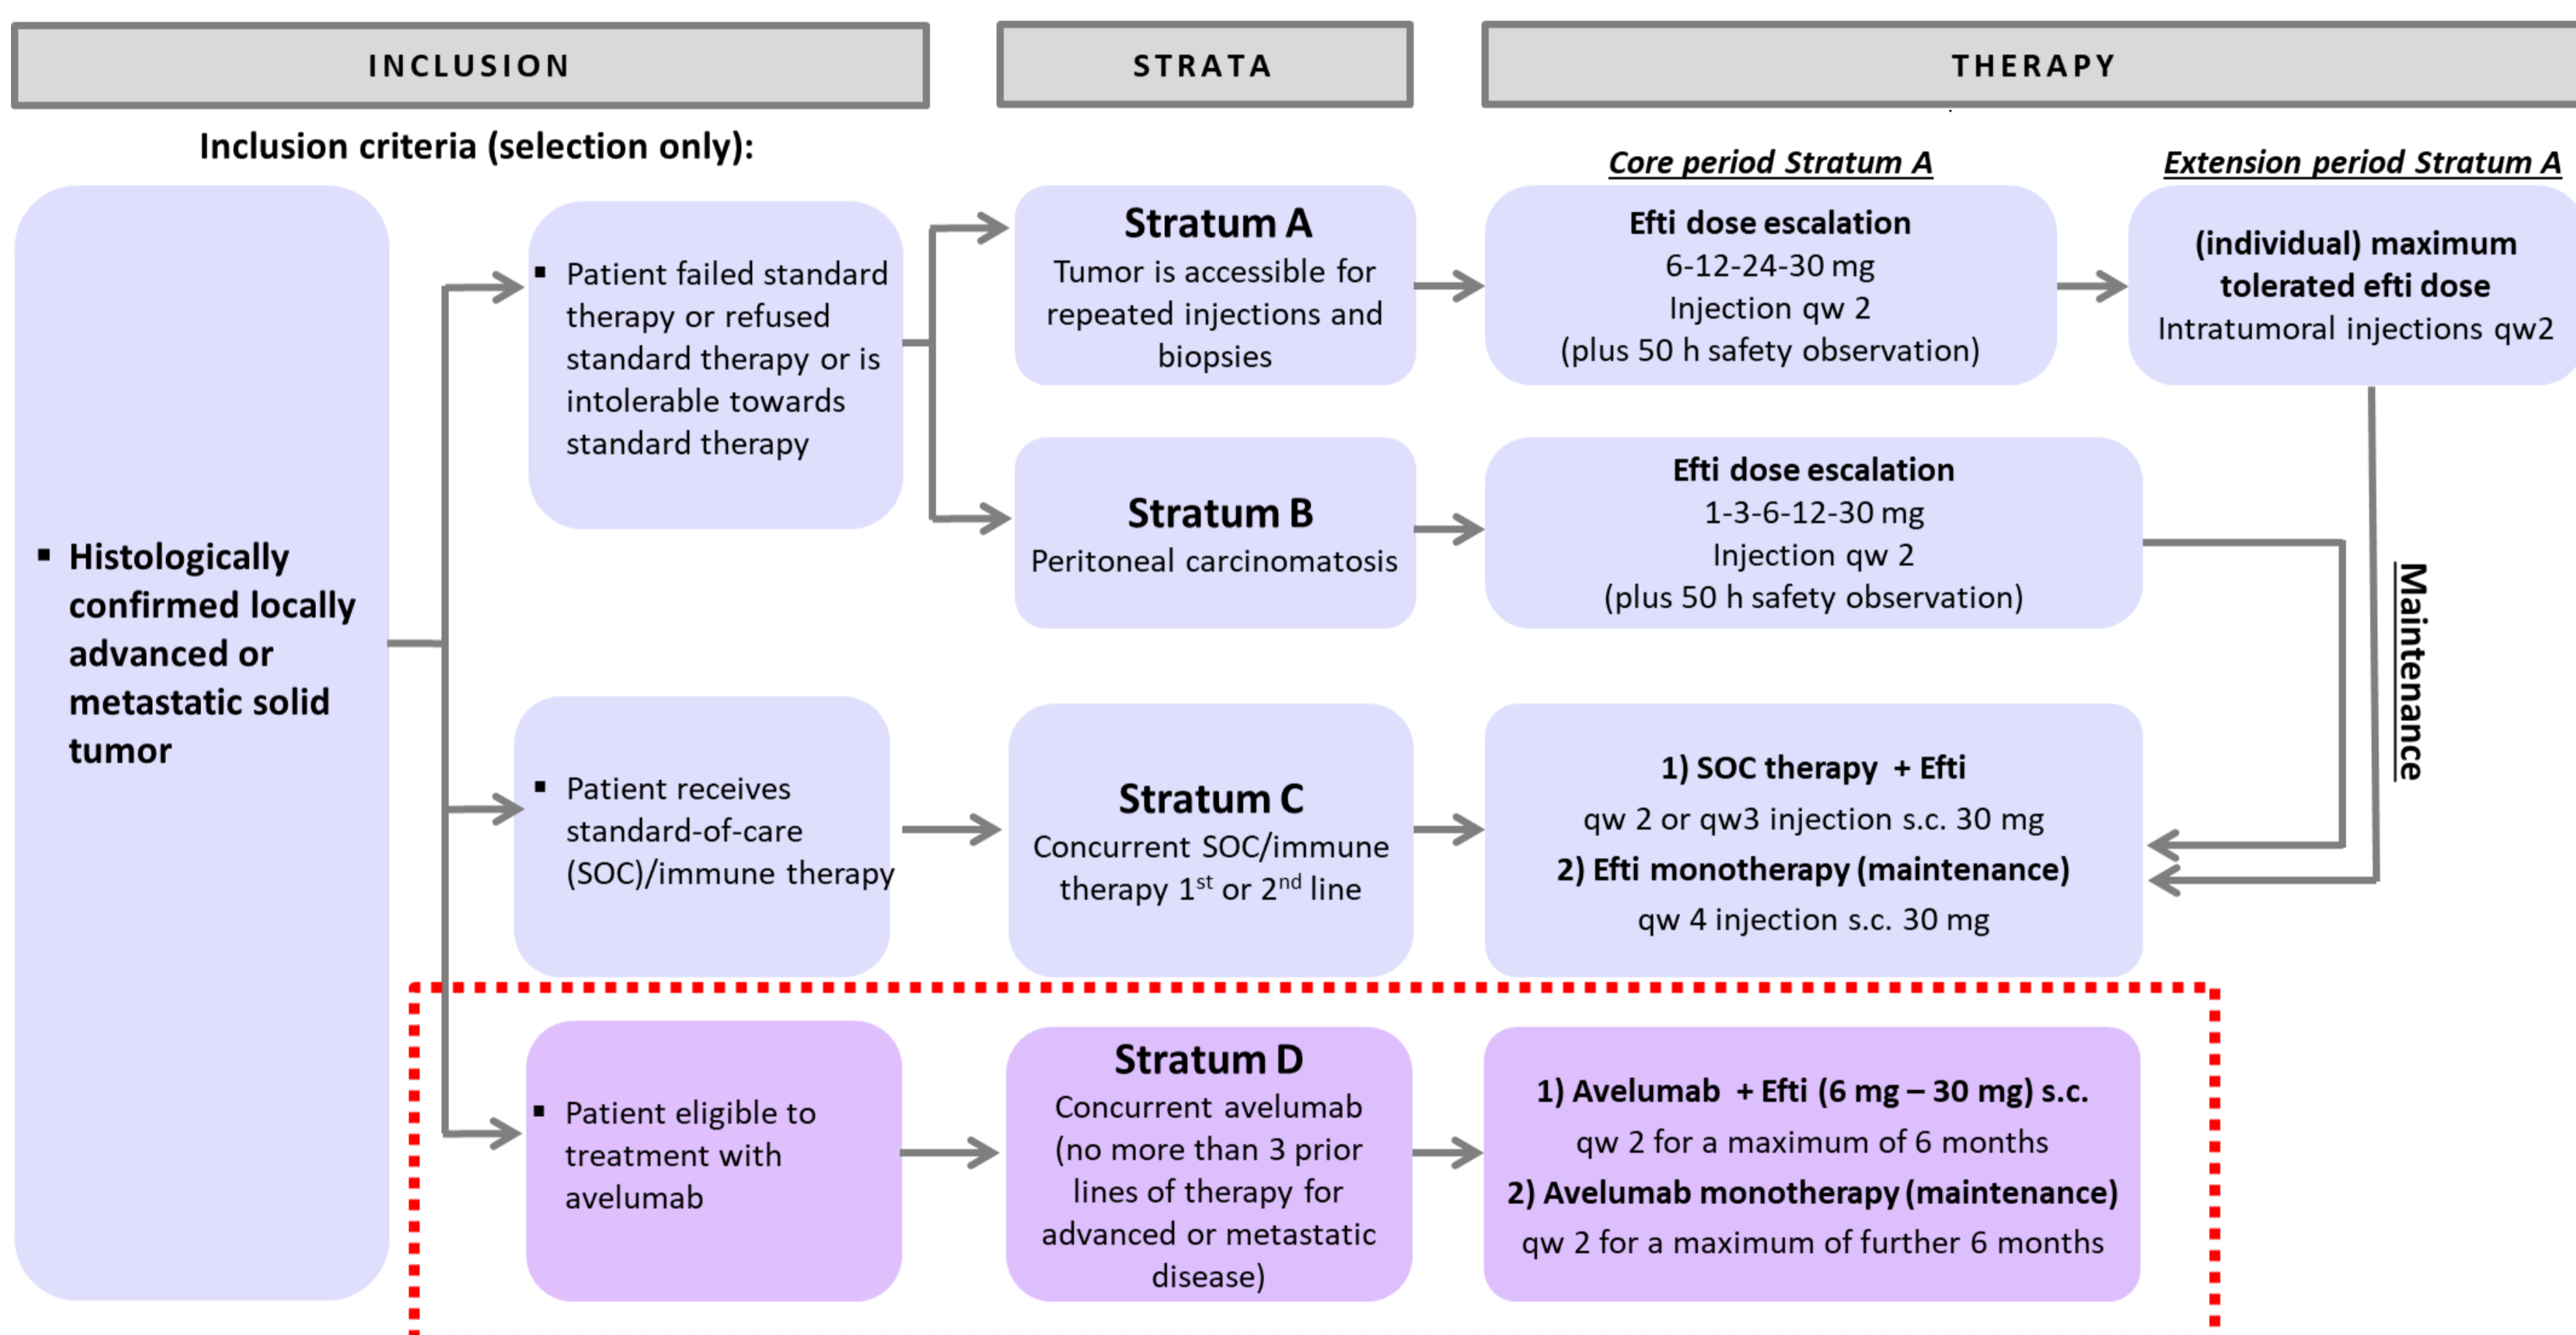 INCLUSION
STRATA
THERAPY
Inclusion criteria (selection only):
Core period Stratum A
Extension period Stratum A
▪ Histologically
confirmed locally
advanced or
metastatic solid
tumor
▪ Patient failed standard
therapy or refused
standard therapy or is
intolerable towards
standard therapy
Stratum A
Tumor is accessible for
repeated injections and
biopsies
Efti dose escalation
6-12-24-30 mg
Injection qw 2
(plus 50 h safety observation)
(individual) maximum
tolerated efti dose
Intratumoral injections qw2
Stratum B
Peritoneal carcinomatosis
Efti dose escalation
1-3-6-12-30 mg
Injection qw 2
(plus 50 h safety observation)
Maintenance
▪ Patient receives
standard-of-care
(SOC)/immune therapy
Stratum C
Concurrent SOC/immune
therapy 1st or 2nd line
1) SOC therapy + Efti
qw 2 or qw3 injection s.c. 30 mg
2) Efti monotherapy (maintenance)
qw 4 injection s.c. 30 mg
▪ Patient eligible to
treatment with
avelumab
Stratum D
Concurrent avelumab
(no more than 3 prior
lines of therapy for
advanced or metastatic
disease)
1) Avelumab + Efti (6 mg – 30 mg) s.c.
qw 2 for a maximum of 6 months
2) Avelumab monotherapy (maintenance)
qw 2 for a maximum of further 6 months